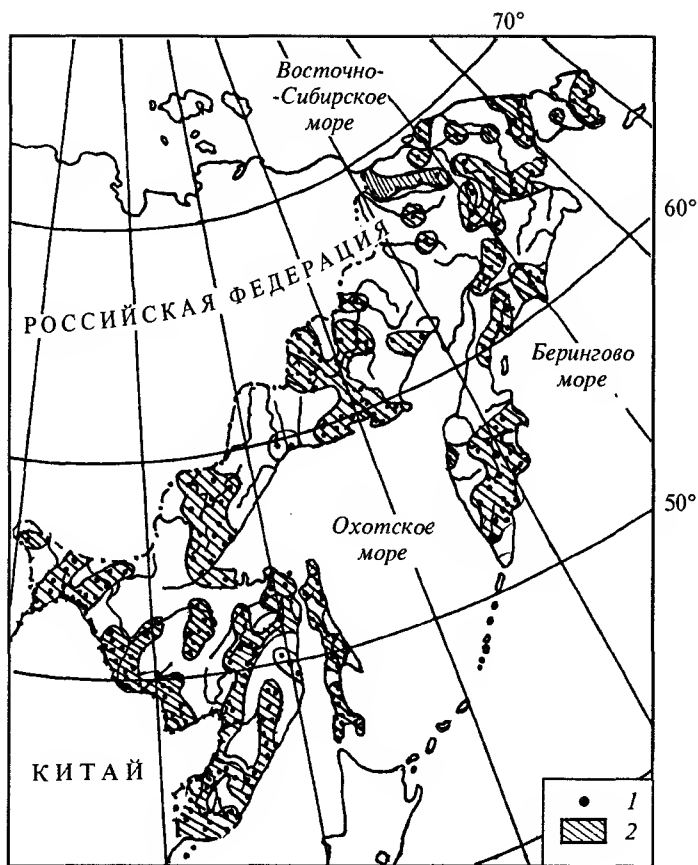 70°
Восточно-
-Сибирское
море
60°
РОССИЙСКАЯ ФЕДЕРАЦИЯ
Берингово
море
50°
Охотское
море
КИТАЙ
1
2